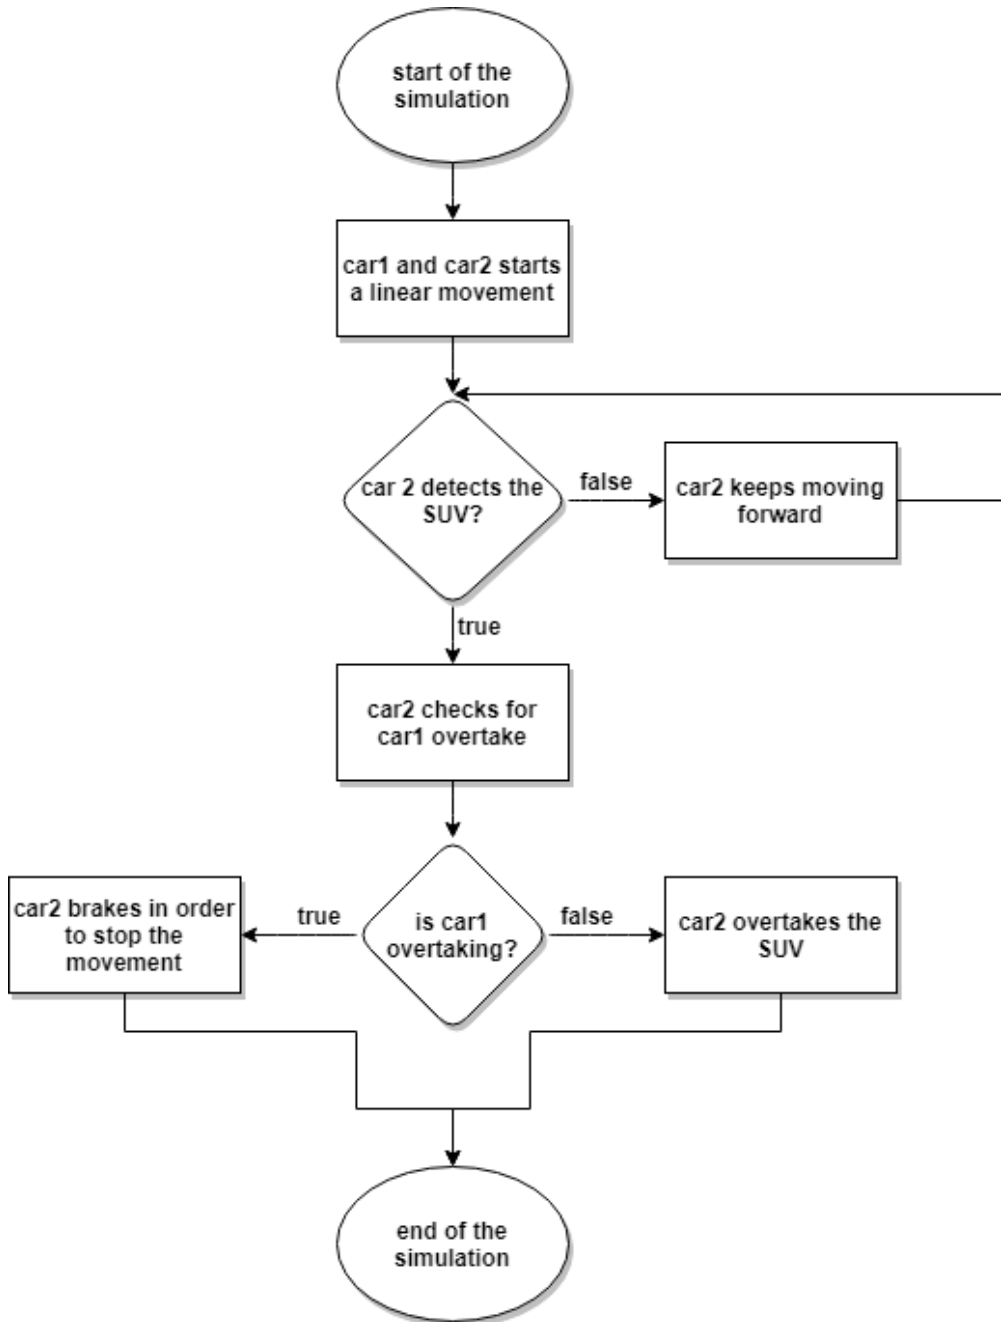 start of the
simulation
car1 and car2 starts
a linear movement
car 2 detects the
SUV?
false
car2 keeps moving
forward
true
car2 checks for
car1 overtake
car2 brakes in order
to stop the
movement
true
is car1
overtaking?
false
car2 overtakes the
SUV
end of the
simulation